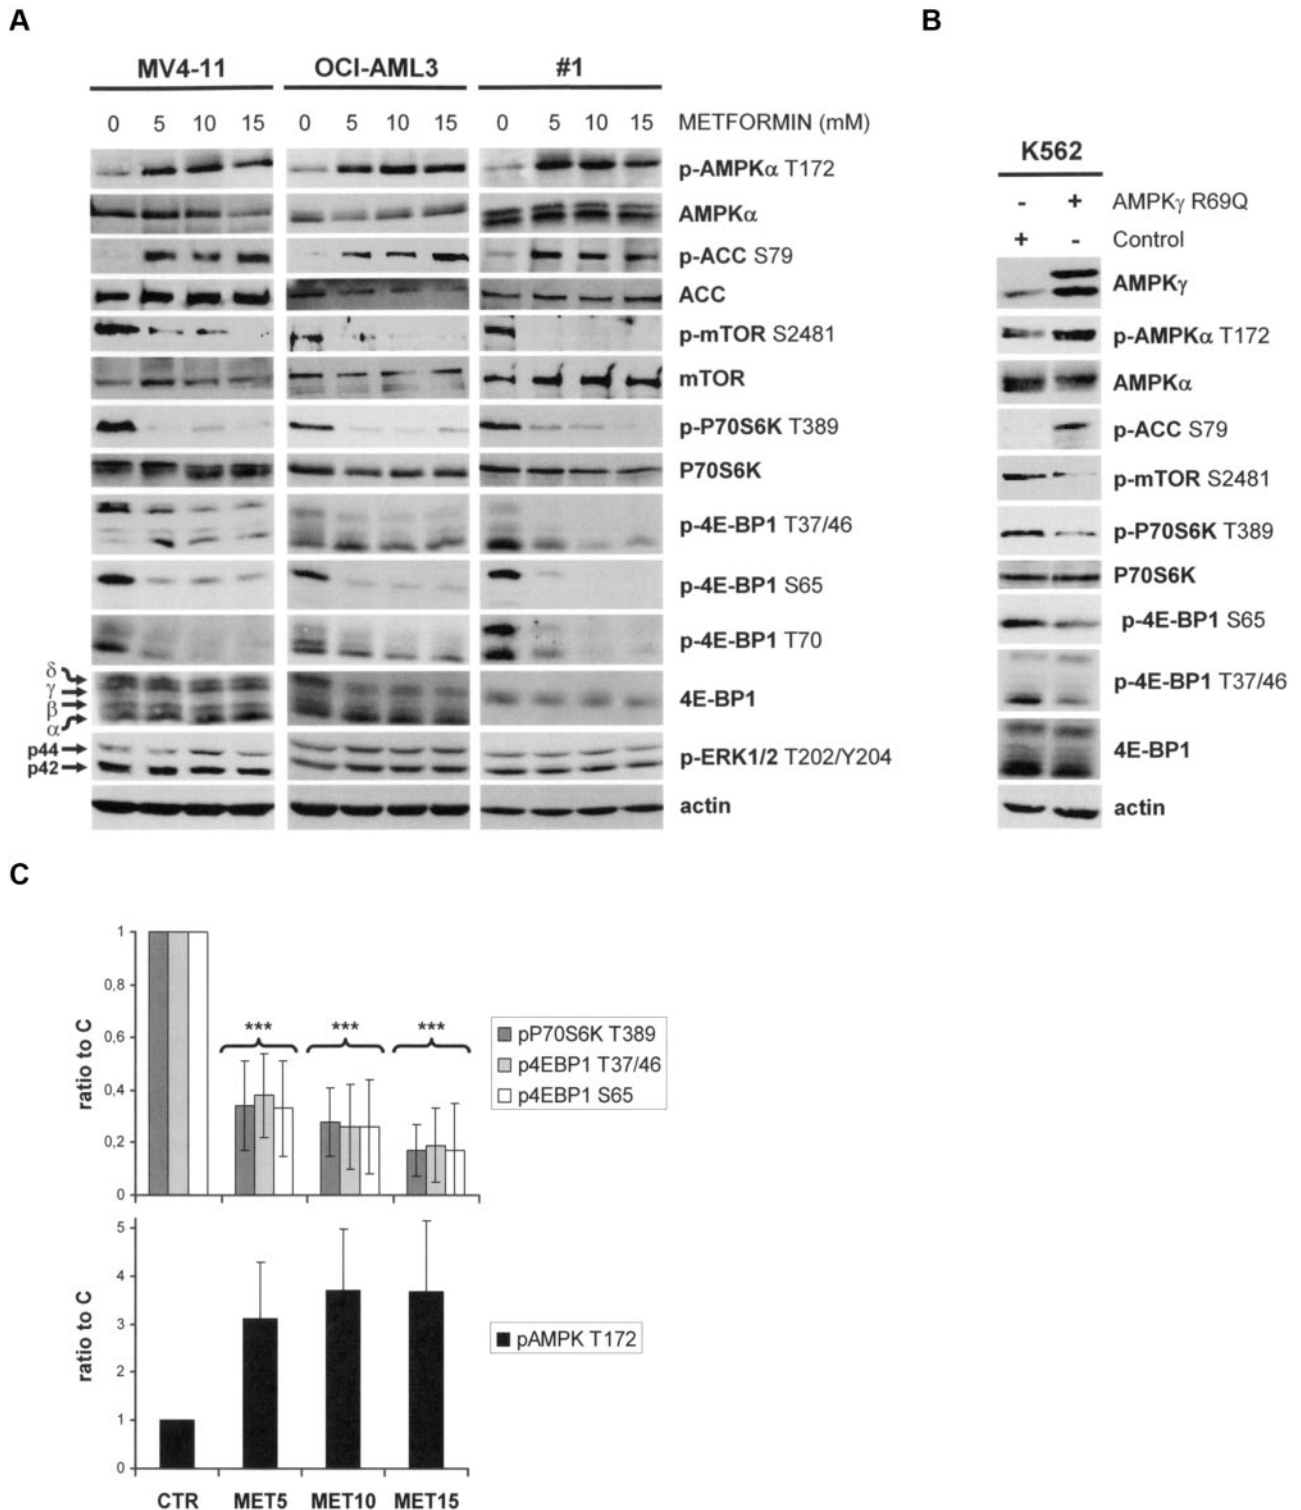 A
MV4-11 OCI-AML3 #1
0 5 10 15 0 5 10 15 0 5 10 15 METFORMIN (mM)
p-AMPKα T172
AMPKα
p-ACC S79
ACC
p-mTOR S2481
mTOR
p-P70S6K T389
P70S6K
p-4E-BP1 T37/46
p-4E-BP1 S65
p-4E-BP1 T70
δ
γ
β
α
4E-BP1
p44
p42
p-ERK1/2 T202/Y204
actin
B
K562
- + AMPKγ R69Q
+ - Control
AMPKγ
p-AMPKα T172
AMPKα
p-ACC S79
p-mTOR S2481
p-P70S6K T389
P70S6K
p-4E-BP1 S65
p-4E-BP1 T37/46
4E-BP1
actin
C
ratio to C
1
0,8
0,6
0,4
0,2
0
*** *** ***
pP70S6K T389
p4EBP1 T37/46
p4EBP1 S65
ratio to C
5
4
3
2
1
0
pAMPK T172
CTR MET5 MET10 MET15